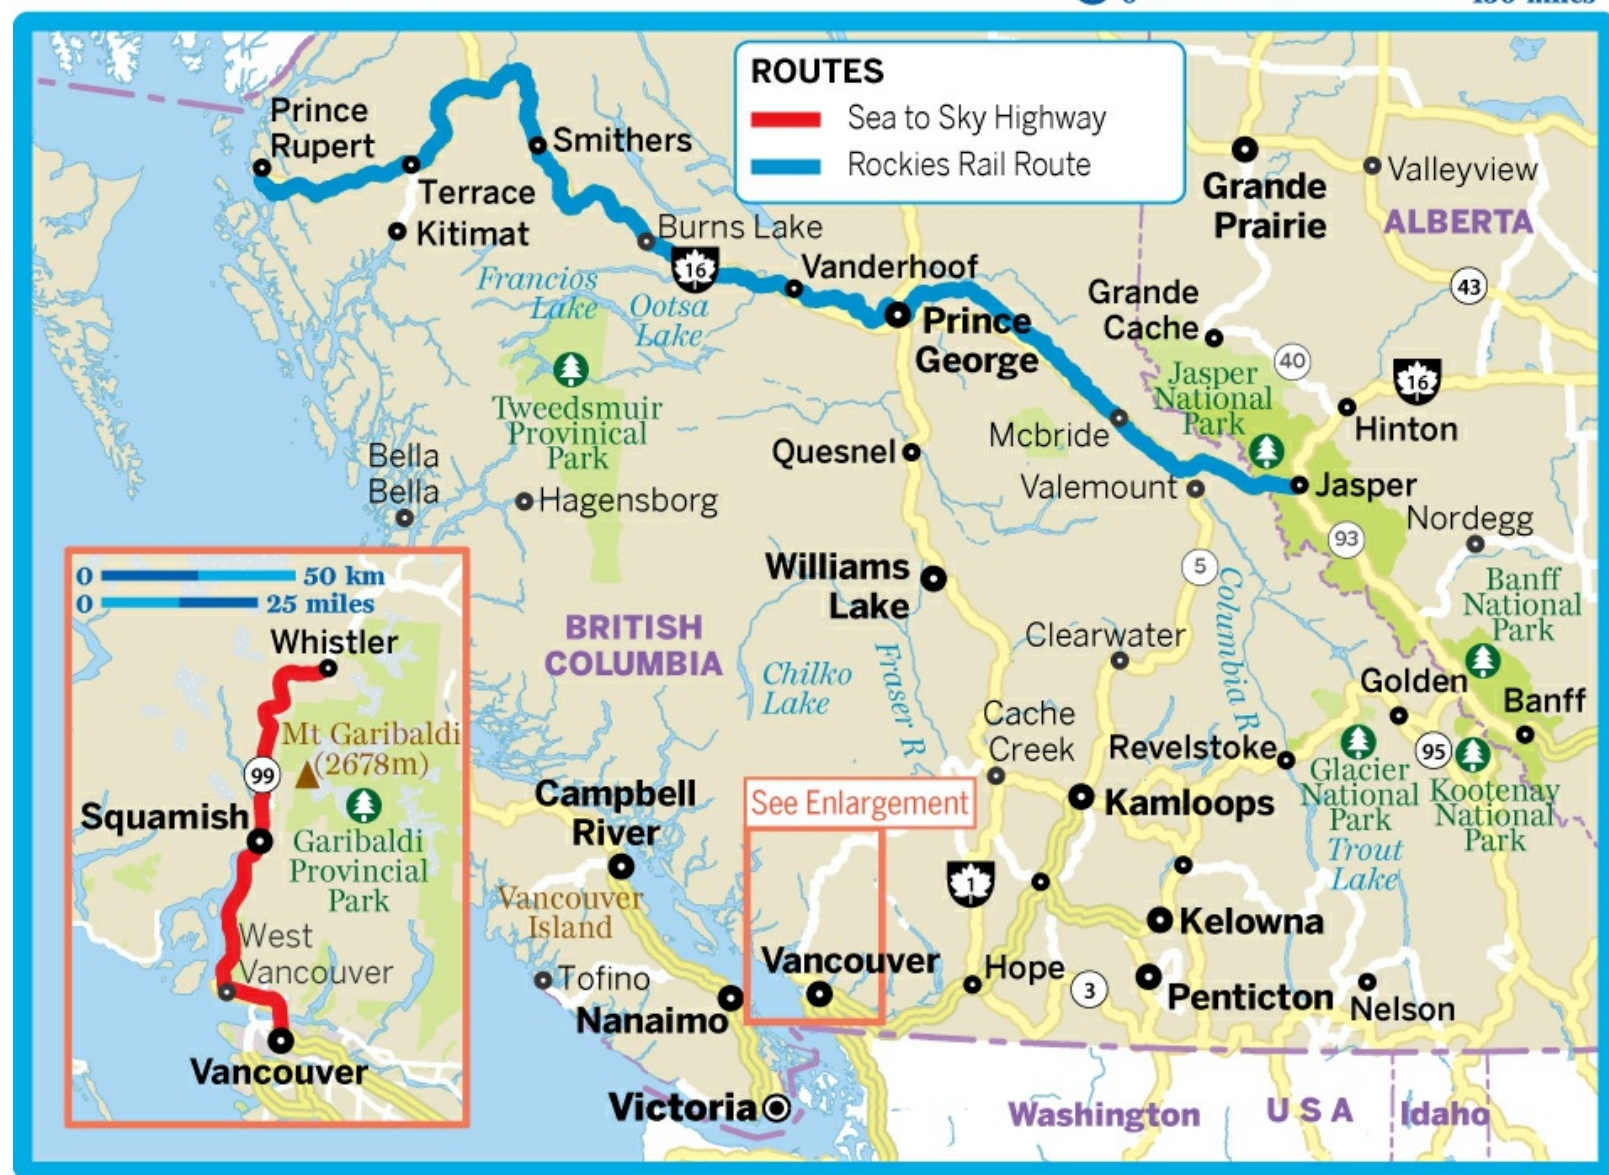 ROUTES
Sea to Sky Highway
Rockies Rail Route
Prince
Rupert
Smithers
Terrace
Kitimat
Burns Lake
16
Vanderhoof
Francios
Lake
Ootsa
Lake
Prince
George
Grande
Prairie
Valleyview
ALBERTA
43
Grande
Cache
40
16
Jasper
National
Park
Hinton
Tweedsmuir
Provinical
Park
Mcbride
Quesnel
Valemount
Jasper
Bella
Bella
Hagensborg
Nordegg
93
5
Williams
Lake
Banff
National
Park
BRITISH
COLUMBIA
Clearwater
Columbia R
Fraser R
Chilko
Lake
Golden
Banff
Cache
Creek
Revelstoke
95
Glacier
National
Park
Kootenay
National
Park
Kamloops
Trout
Lake
Campbell
River
See Enlargement
1
Vancouver
Island
Kelowna
Vancouver
Hope
3
Tofino
Penticton
Nelson
Nanaimo
Victoria
Washington
USA
Idaho
0
50 km
0
25 miles
Whistler
Mt Garibaldi
(2678m)
99
Squamish
Garibaldi
Provincial
Park
West
Vancouver
Vancouver